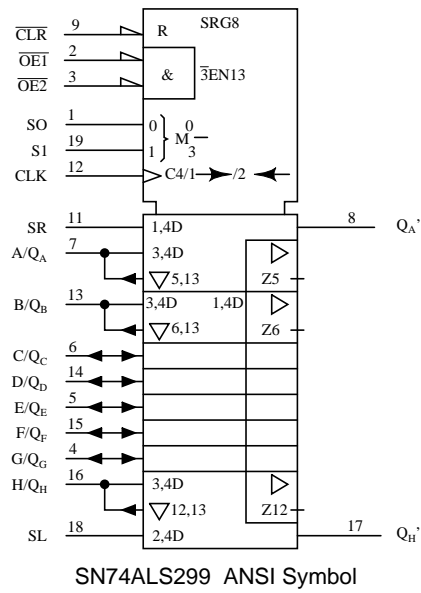 9 CLR R SRG8
2 OE1
3 OE2 & 3EN13
1 SO 0 0
M
19 S1 1 3
12 CLK C4/1 /2
11 SR 1,4D 8 QA'
7 A/QA 3,4D
5,13 Z5
13 B/QB 3,4D 1,4D
6,13 Z6
6 C/QC
14 D/QD
5 E/QE
15 F/QF
4 G/QG
16 H/QH 3,4D
12,13 Z12
18 SL 2,4D 17 QH'
SN74ALS299 ANSI Symbol